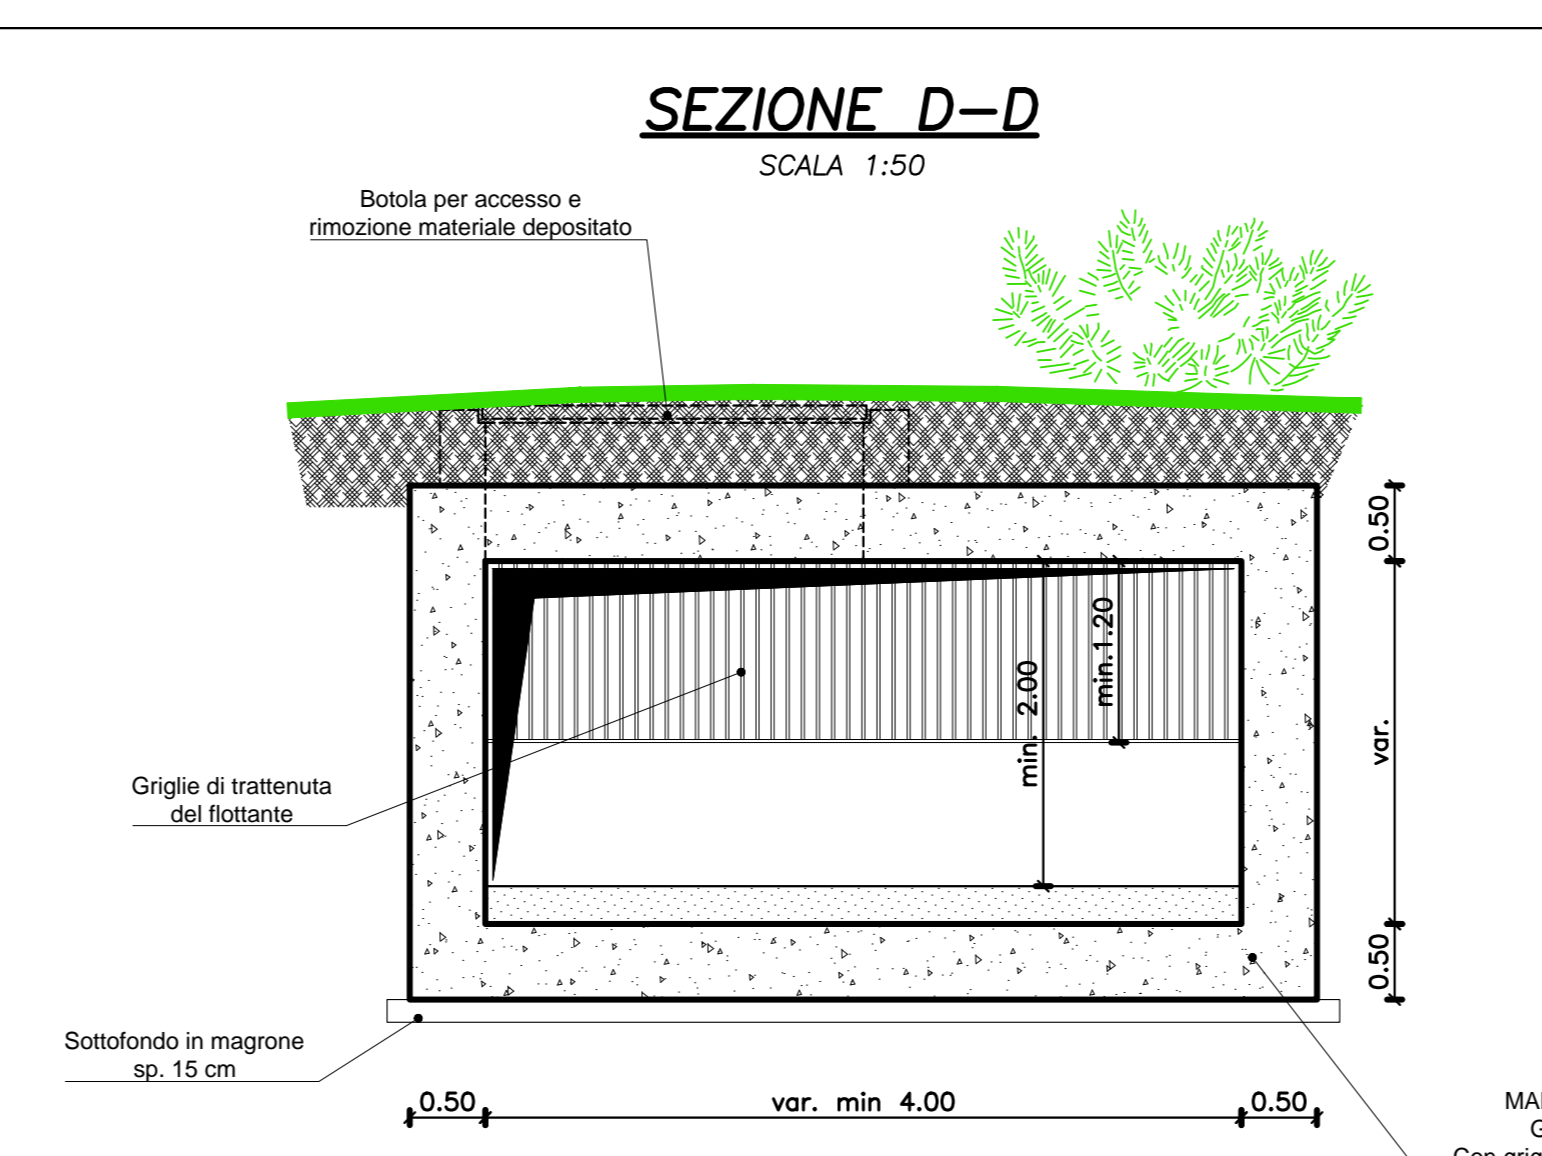 SEZIONE D-D
SCALA 1:50
Botola per accesso e
rimozione materiale depositato
0.50
min.1.20
min. 2.00
var.
Griglie di trattenuta
del flottante
0.50
Sottofondo in magrone
sp. 15 cm
0.50
var. min 4.00
0.50